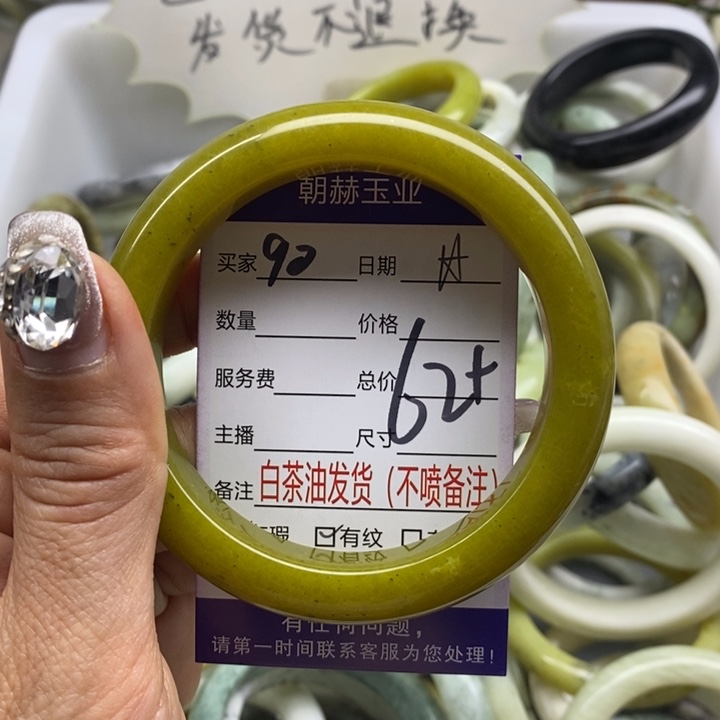 发货不退换
朝赫玉业
买家 90 日期
数量 价格
服务费 总价
主播 尺寸 62+
备注 白茶油发货（不喷备注）
瑕 ☑有纹 ☐
有任何问题，
请第一时间联系客服为您处理！